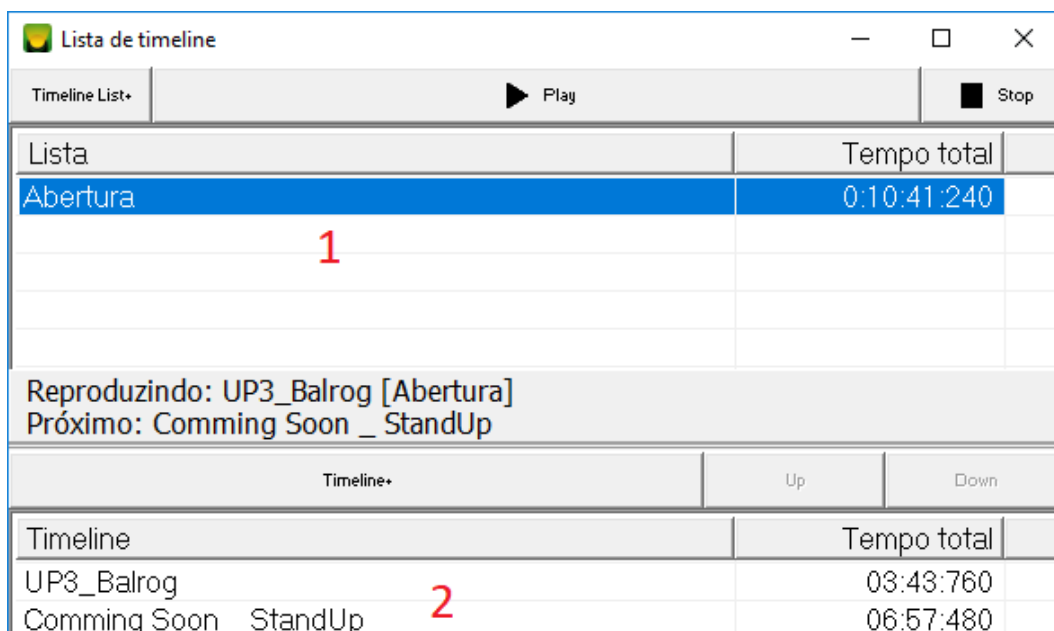 Lista de timeline
Timeline List+ Play Stop
Lista Tempo total
Abertura 0:10:41:240
1
Reproduzindo: UP3_Balrog [Abertura]
Próximo: Comming Soon _ StandUp
Timeline+ Up Down
Timeline Tempo total
UP3_Balrog 03:43:760
2
Comming Soon _ StandUp 06:57:480